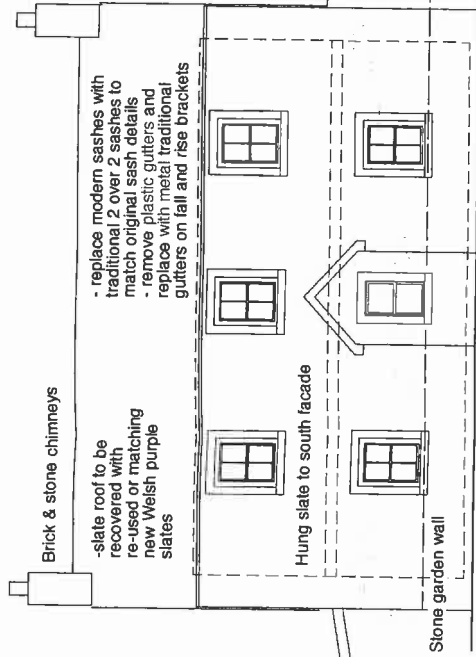 Brick & stone chimneys
-slate roof to be
recovered with
re-used or matching
new Welsh purple
slates
- replace modern sashes with
traditional 2 over 2 sashes to
match original sash details
- remove plastic gutters and
replace with metal traditional
gutters on fall and rise brackets
Hung slate to south facade
Stone garden wall